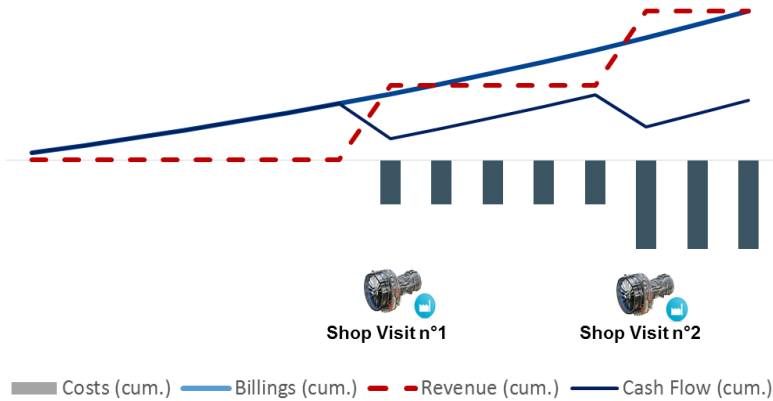 Shop Visit n°1
Shop Visit n°2
Costs (cum.) Billings (cum.) Revenue (cum.) Cash Flow (cum.)